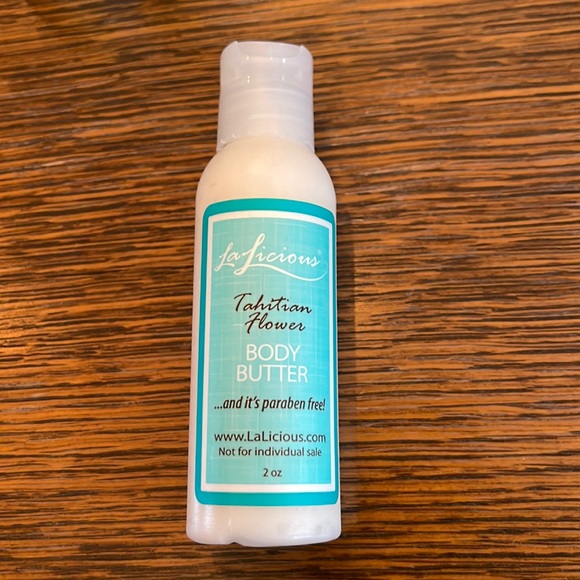 LaLicious®
Tahitian
Flower
BODY
BUTTER
...and it's paraben free!
www.LaLicious.com
Not for individual sale
2 oz